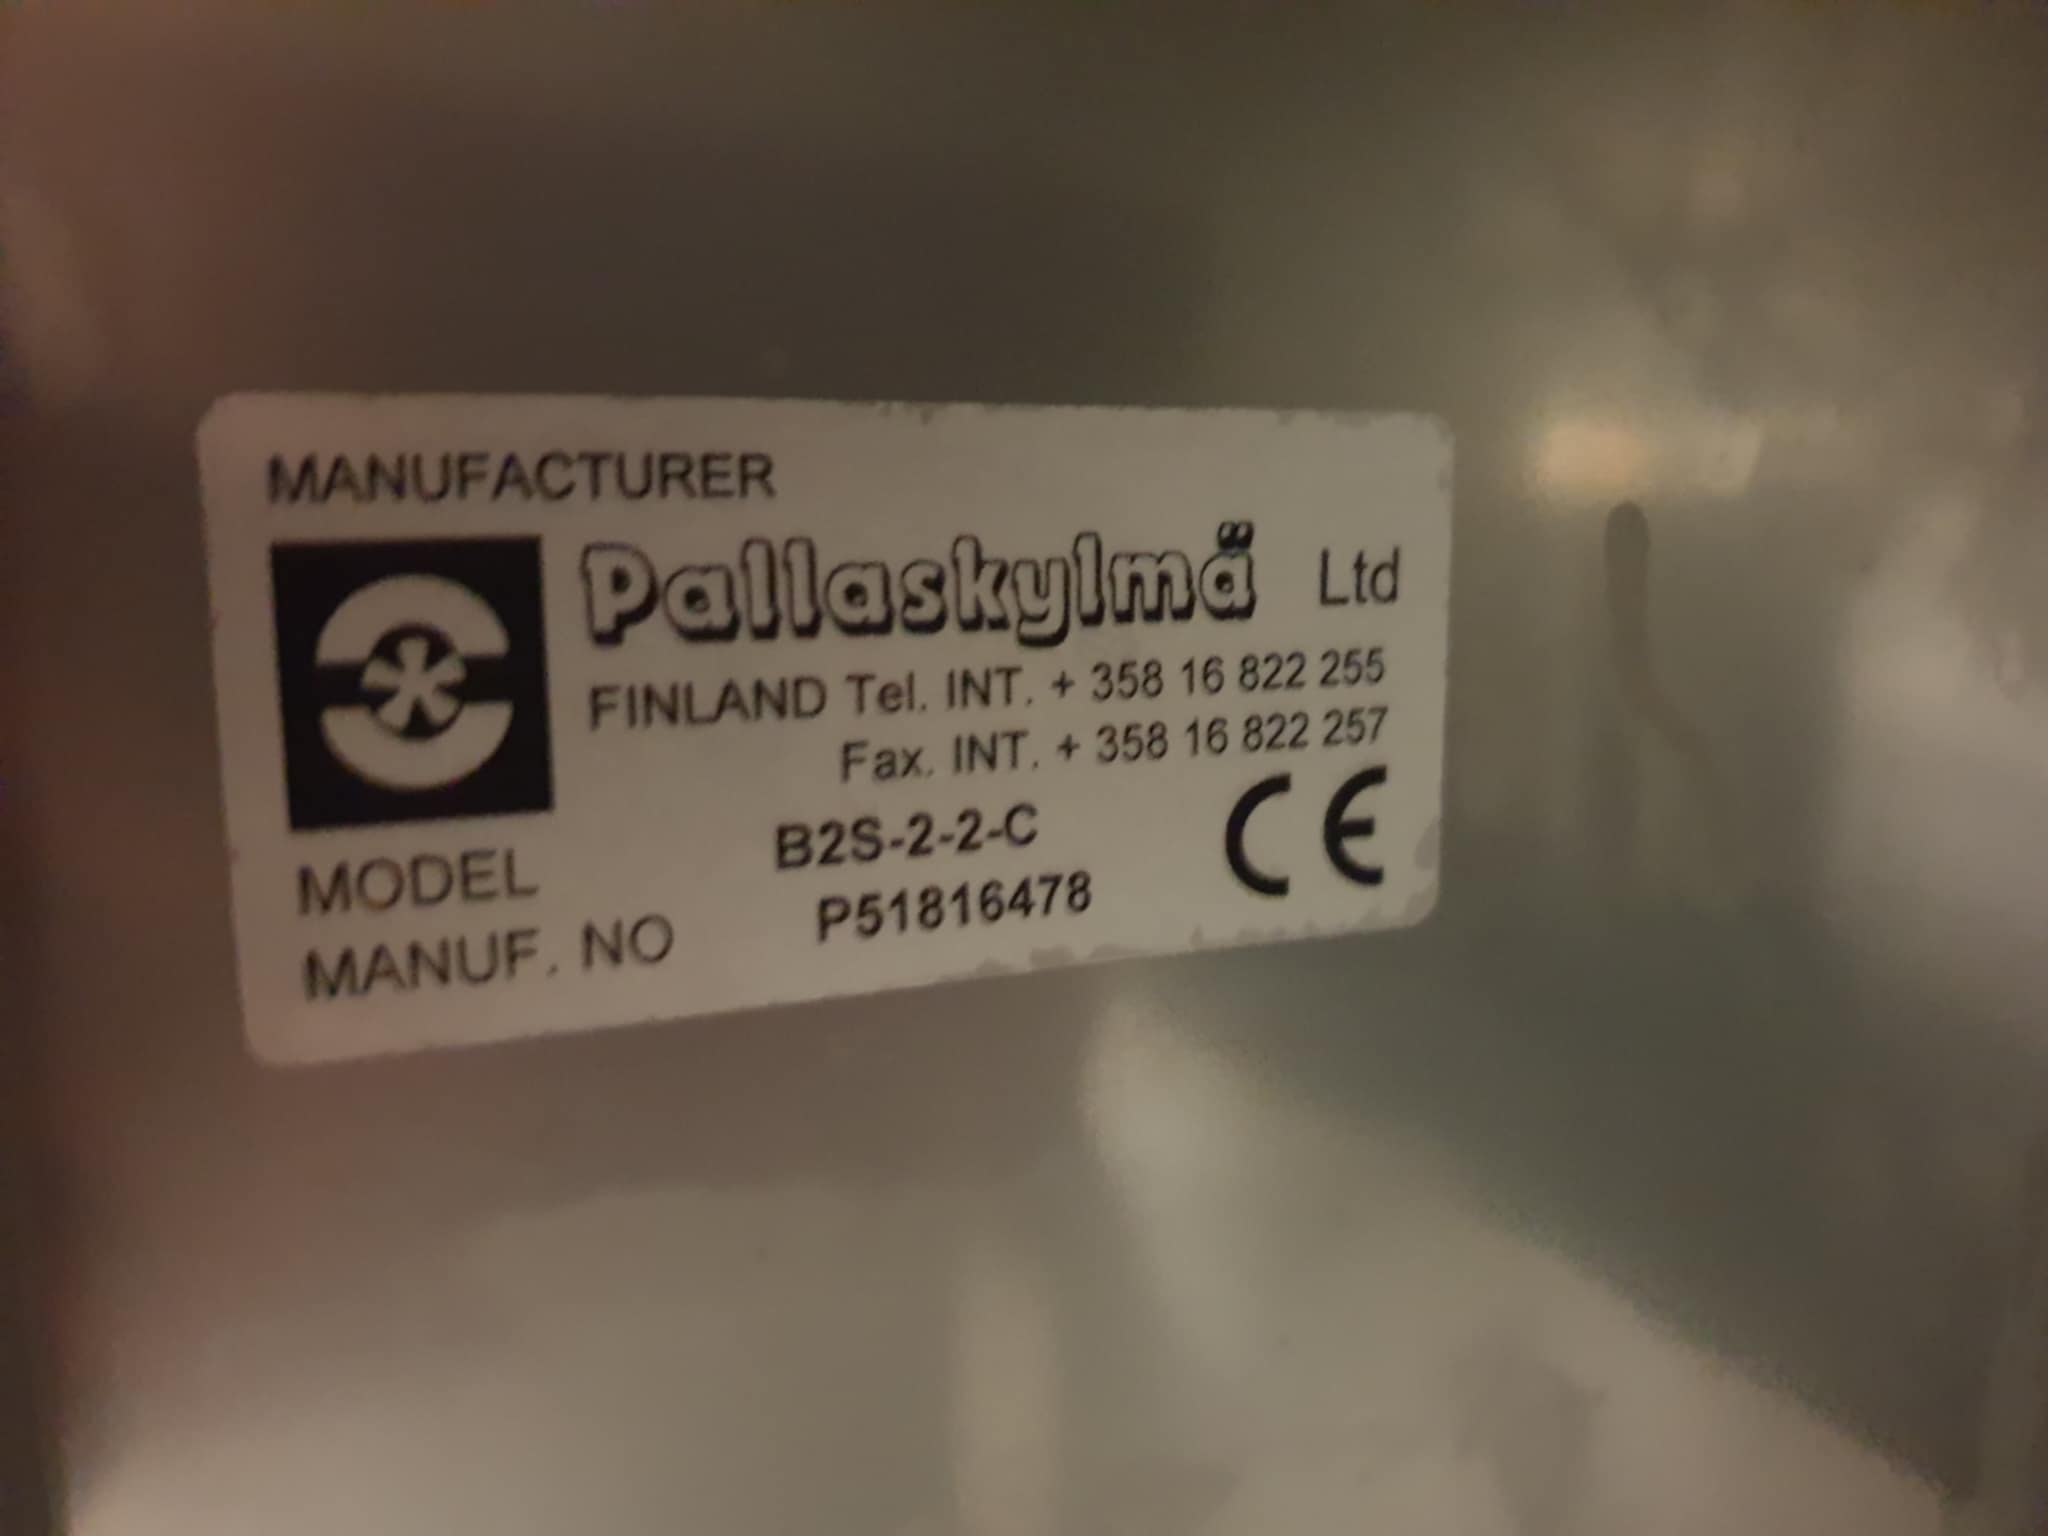 MANUFACTURER
Pallaskylmä Ltd
FINLAND Tel. INT. + 358 16 822 255
Fax. INT. + 358 16 822 257
MODEL B2S-2-2-C
MANUF. NO P51816478
CE